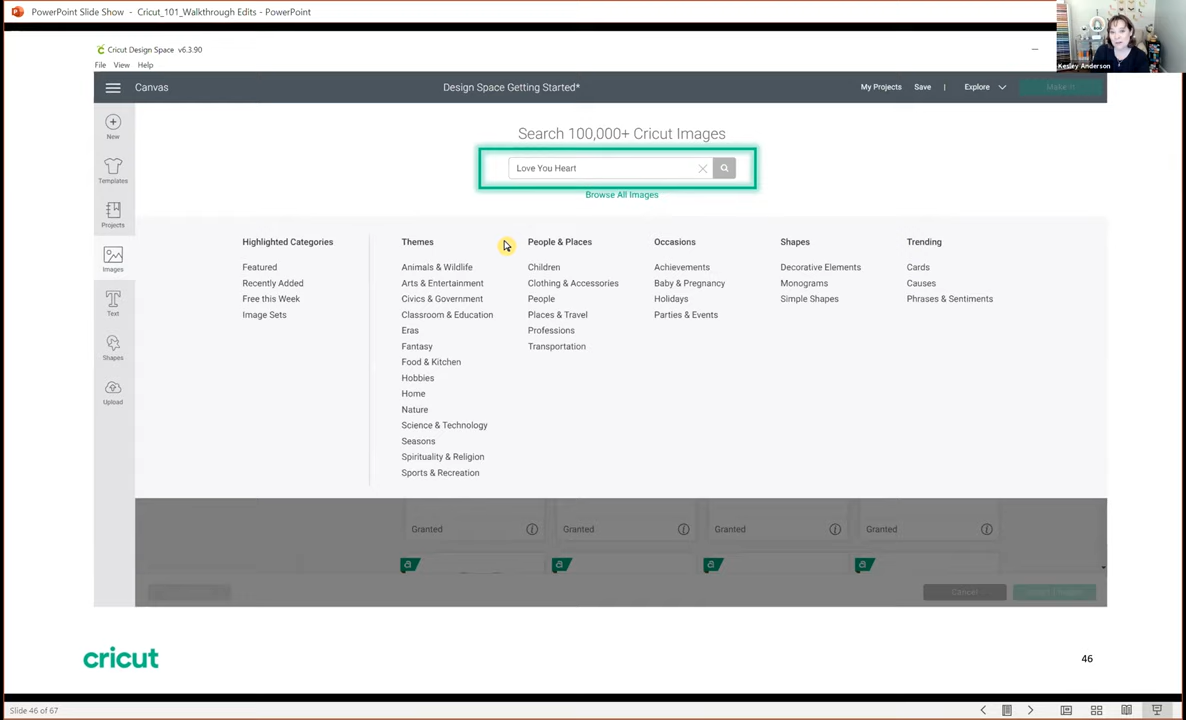 PowerPoint Slide Show - Cricut_101_Walkthrough Edits - PowerPoint
Kesley Anderson
Cricut Design Space v6.3.90
File View Help
Canvas
Design Space Getting Started*
My Projects Save | Explore Make It
New
Templates
Projects
Images
Text
Shapes
Upload
Search 100,000+ Cricut Images
Love You Heart
Browse All Images
Highlighted Categories
Featured
Recently Added
Free this Week
Image Sets
Themes
Animals & Wildlife
Arts & Entertainment
Civics & Government
Classroom & Education
Eras
Fantasy
Food & Kitchen
Hobbies
Home
Nature
Science & Technology
Seasons
Spirituality & Religion
Sports & Recreation
People & Places
Children
Clothing & Accessories
People
Places & Travel
Professions
Transportation
Occasions
Achievements
Baby & Pregnancy
Holidays
Parties & Events
Shapes
Decorative Elements
Monograms
Simple Shapes
Trending
Cards
Causes
Phrases & Sentiments
Granted Granted Granted Granted
a a a a
Cancel Insert Images
cricut
46
Slide 46 of 67